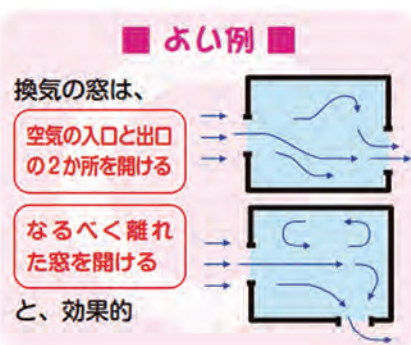 ■ よい例 ■
換気の窓は、
空気の入口と出口
の2か所を開ける
なるべく離れ
た窓を開ける
と、効果的